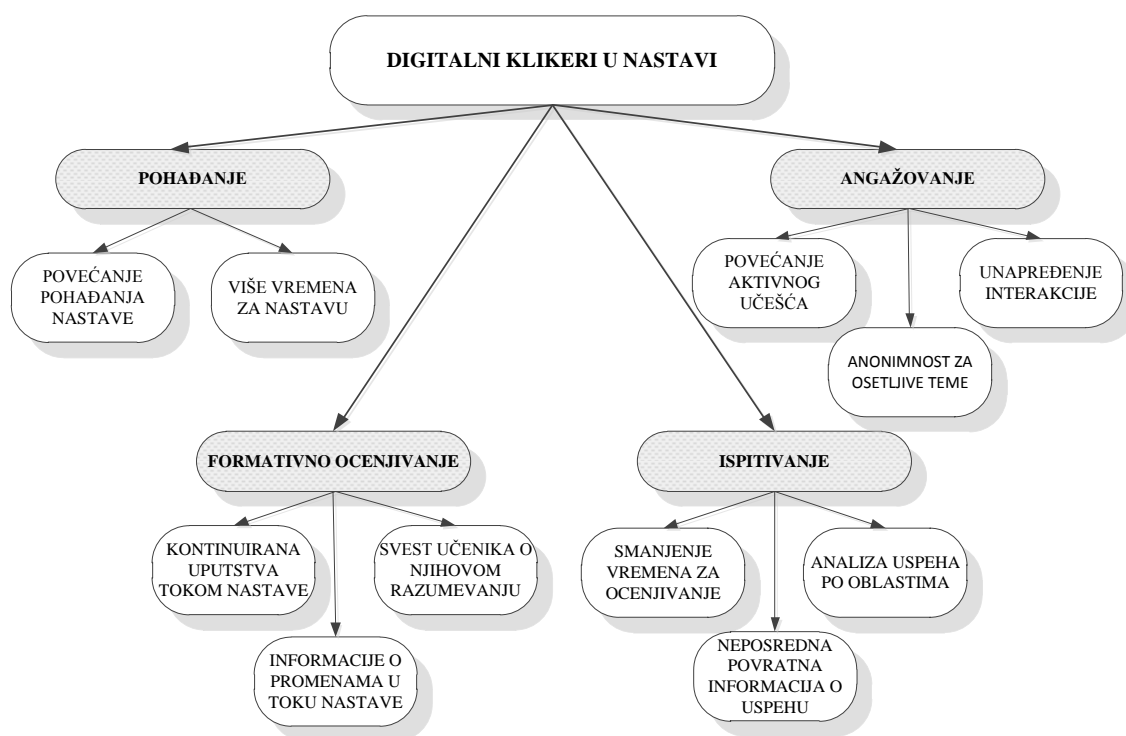 DIGITALNI KLIKERI U NASTAVI
POHAĐANJE
ANGAŽOVANJE
POVEĆANJE
POHAĐANJA
NASTAVE
VIŠE VREMENA
ZA NASTAVU
POVEĆANJE
AKTIVNOG
UČEŠĆA
UNAPREĐENJE
INTERAKCIJE
ANONIMNOST ZA
OSETLJIVE TEME
FORMATIVNO OCENJIVANJE
ISPITIVANJE
KONTINUIRANA
UPUTSTVA
TOKOM NASTAVE
SVEST UČENIKA O
NJIHOVOM
RAZUMEVANJU
SMANJENJE
VREMENA ZA
OCENJIVANJE
ANALIZA USPEHA
PO OBLASTIMA
INFORMACIJE O
PROMENAMA U
TOKU NASTAVE
NEPOSREDNA
POVRATNA
INFORMACIJA O
USPEHU